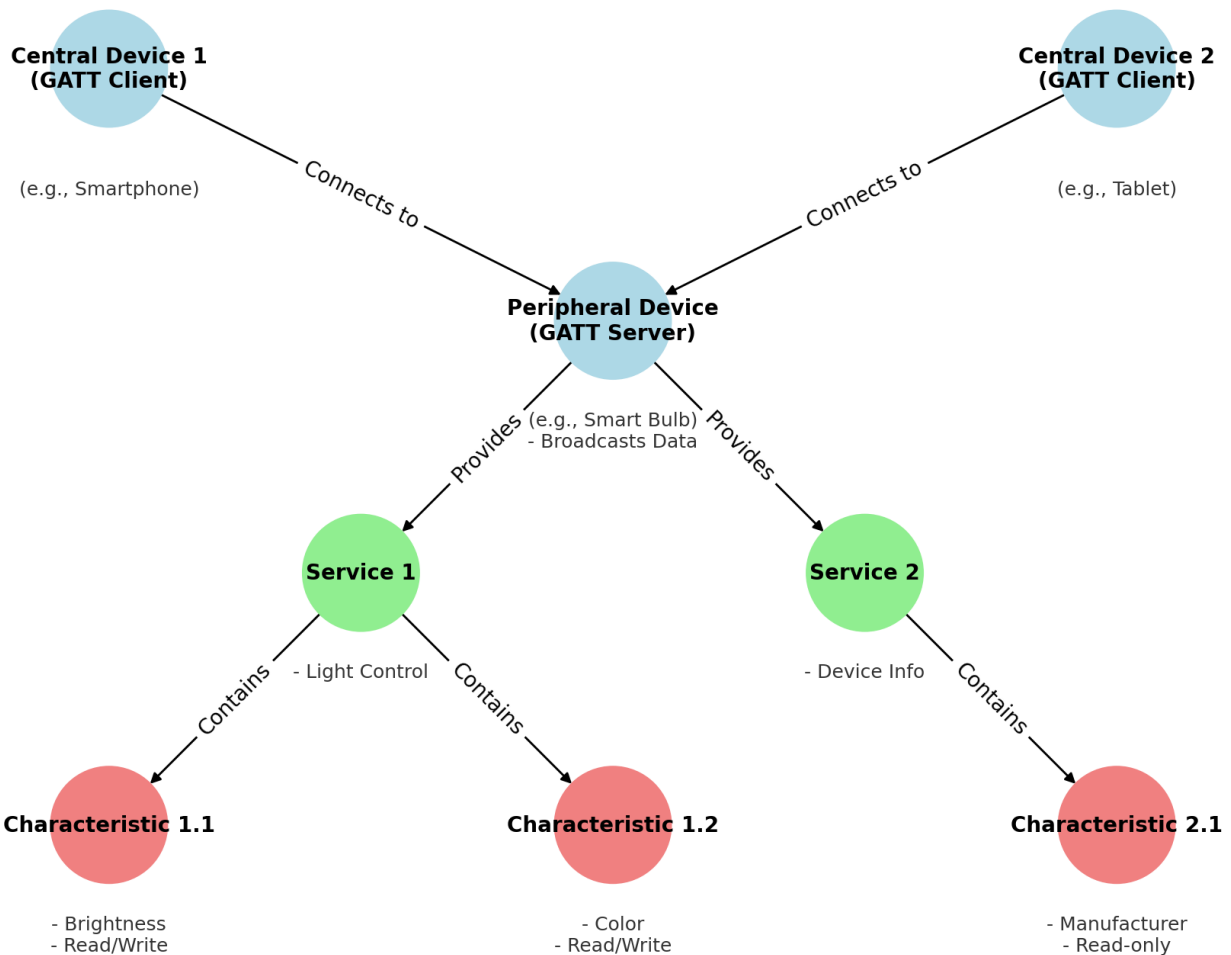 Central Device 1
(GATT Client)
Central Device 2
(GATT Client)
(e.g., Smartphone)
Connects to
Connects to
(e.g., Tablet)
Peripheral Device
(GATT Server)
(e.g., Smart Bulb)
- Broadcasts Data
Provides
Provides
Service 1
Service 2
- Light Control
- Device Info
Contains
Contains
Contains
Characteristic 1.1
Characteristic 1.2
Characteristic 2.1
- Brightness
- Read/Write
- Color
- Read/Write
- Manufacturer
- Read-only